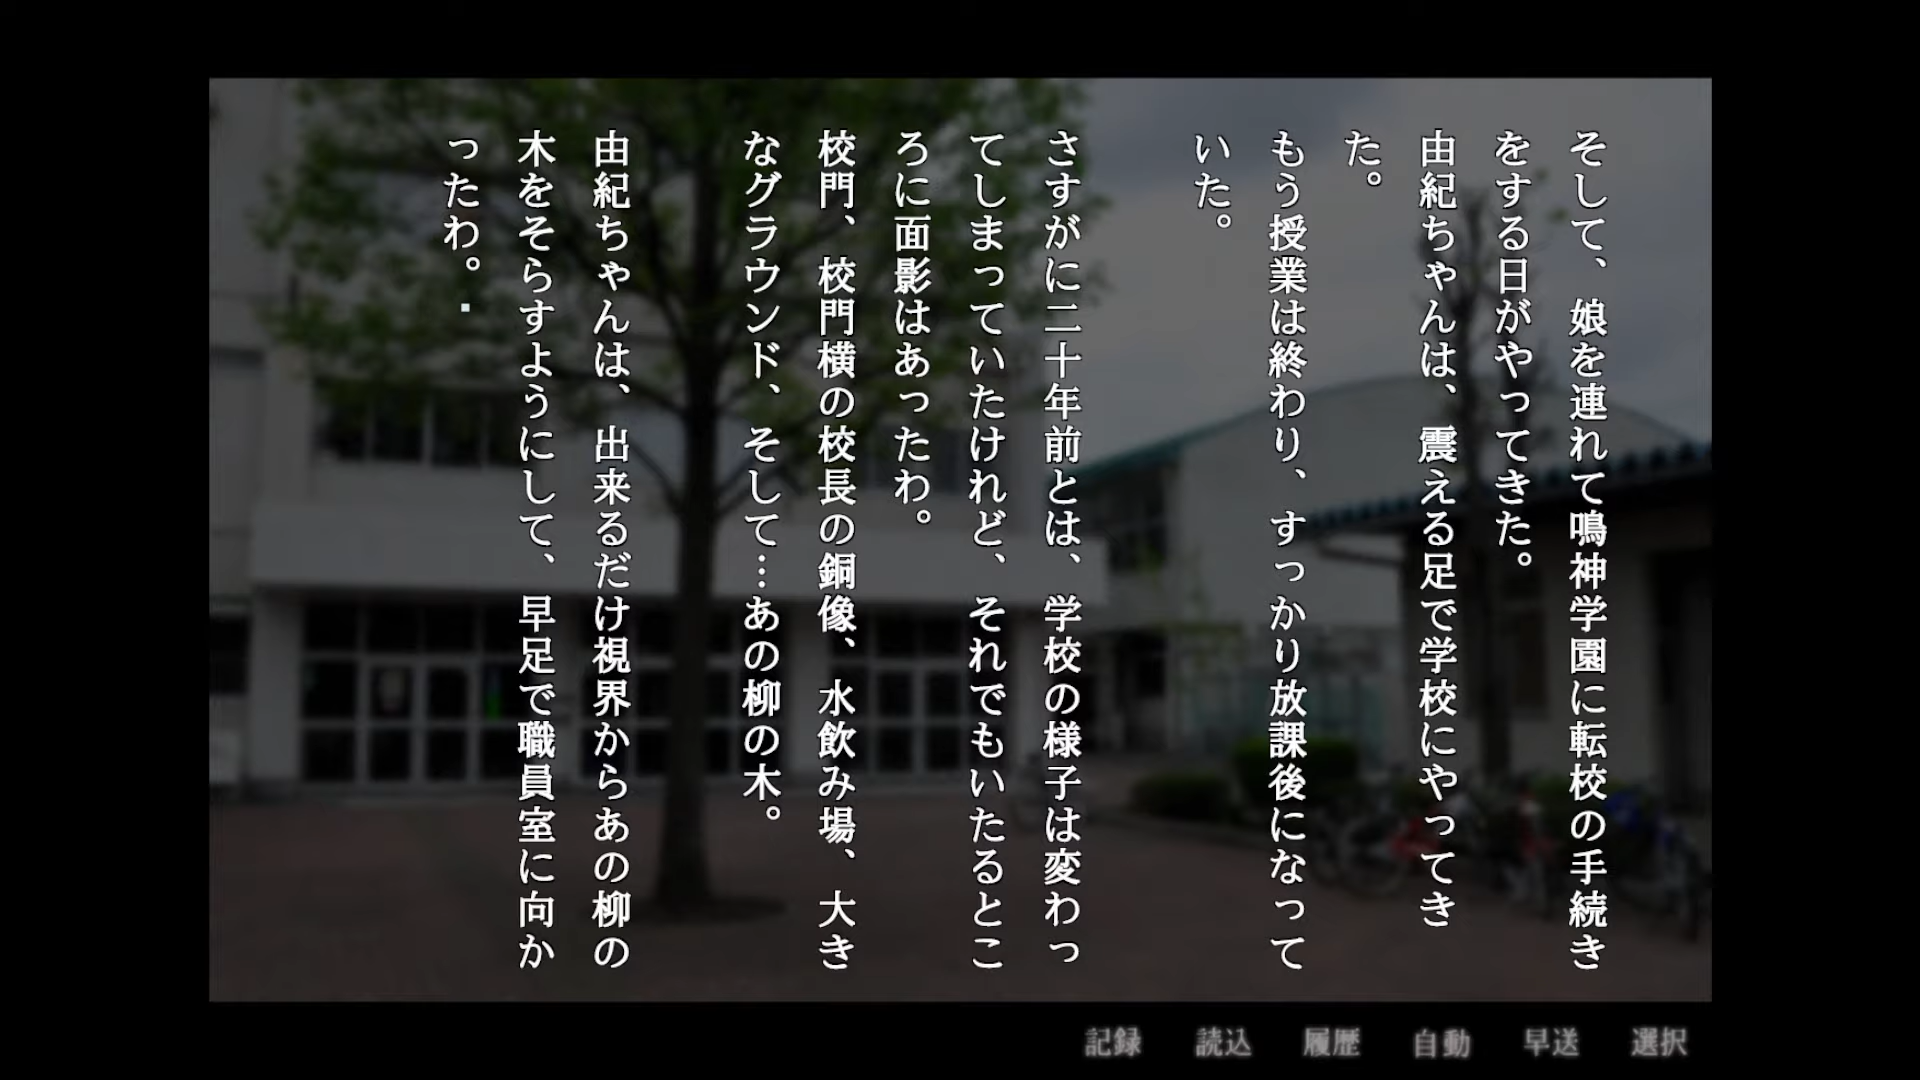 そして、娘を連れて鳴神学園に転校の手続き
をする日がやってきた。
由紀ちゃんは、震える足で学校にやってき
た。
もう授業は終わり、すっかり放課後になって
いた。
さすがに二十年前とは、学校の様子は変わっ
てしまっていたけれど、それでもいたるとこ
ろに面影はあったわ。
校門、校門横の校長の銅像、水飲み場、大き
なグラウンド、そして…あの柳の木。
由紀ちゃんは、出来るだけ視界からあの柳の
木をそらすようにして、早足で職員室に向か
ったわ。
記録 読込 履歴 自動 早送 選択